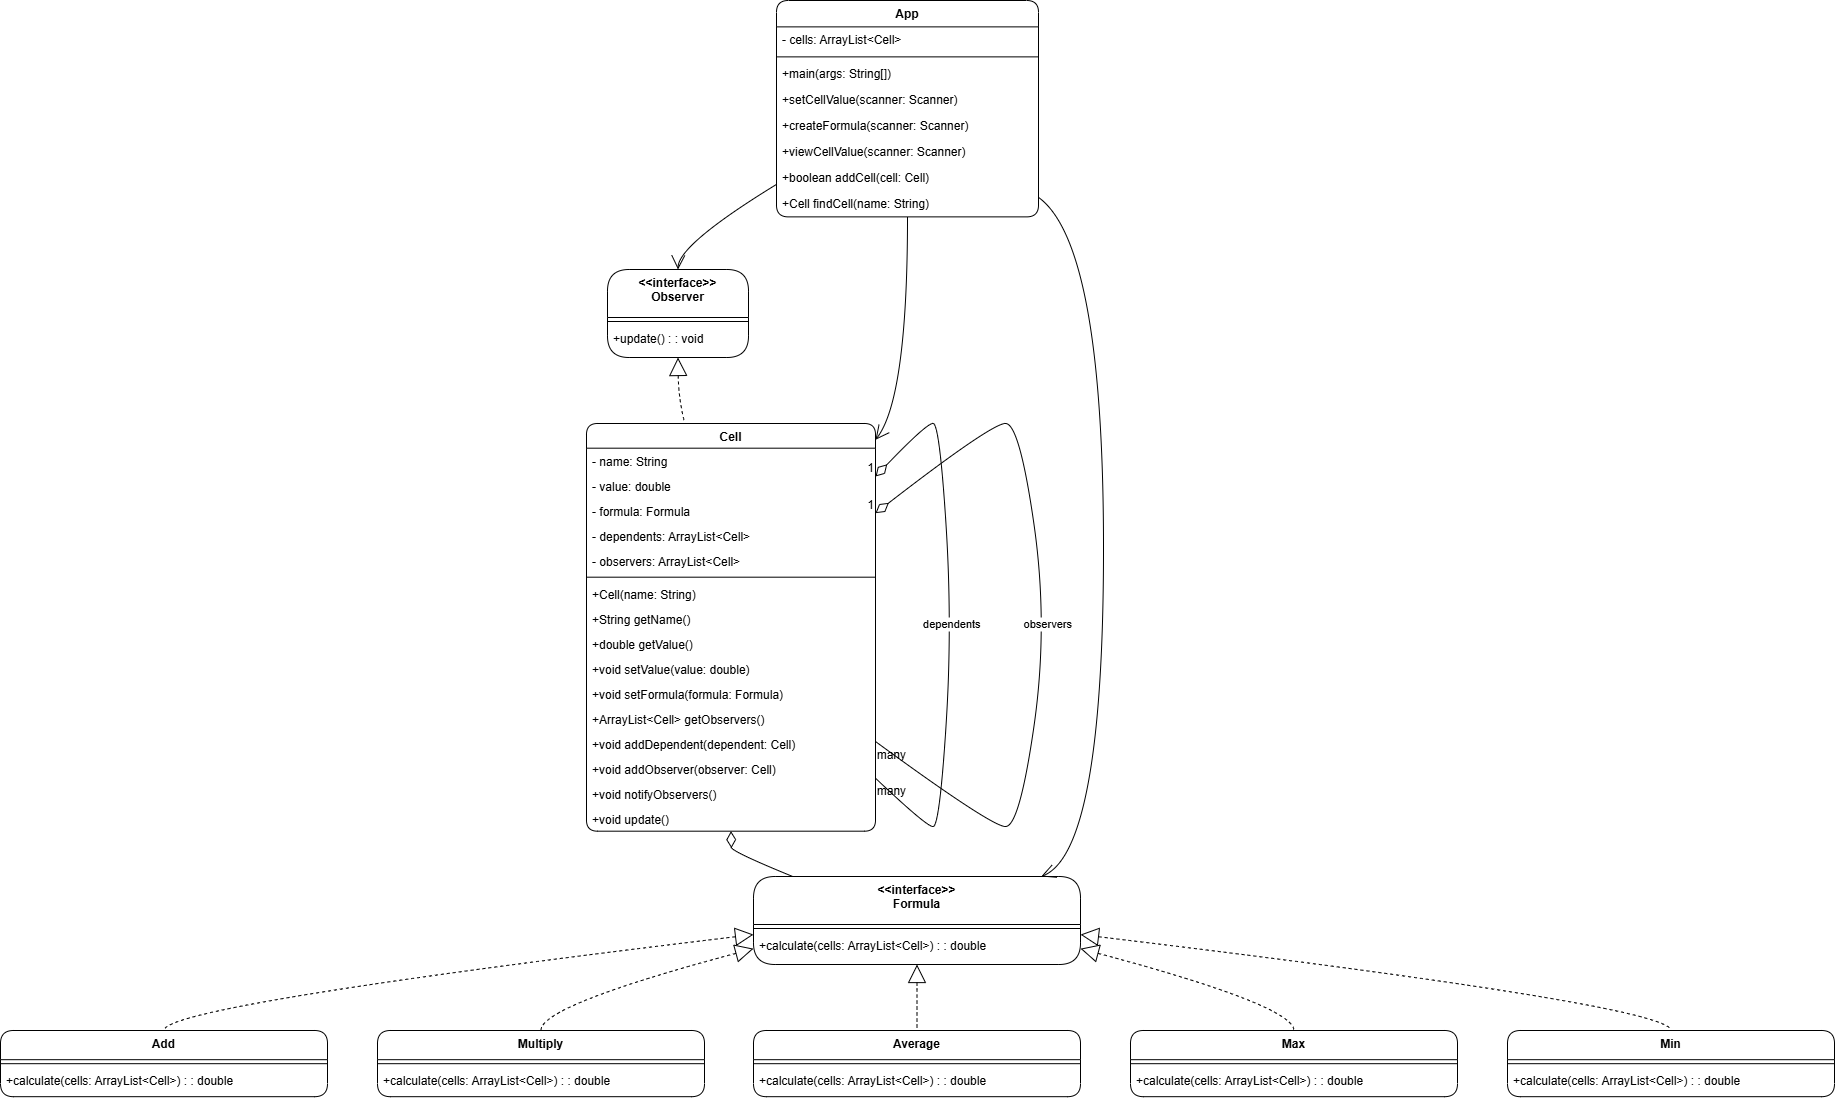 App
- cells: ArrayList<Cell>
+main(args: String[])
+setCellValue(scanner: Scanner)
+createFormula(scanner: Scanner)
+viewCellValue(scanner: Scanner)
+boolean addCell(cell: Cell)
+Cell findCell(name: String)
<<interface>>
Observer
+update() : : void
Cell
- name: String
- value: double
- formula: Formula
- dependents: ArrayList<Cell>
- observers: ArrayList<Cell>
+Cell(name: String)
+String getName()
+double getValue()
+void setValue(value: double)
+void setFormula(formula: Formula)
+ArrayList<Cell> getObservers()
+void addDependent(dependent: Cell)
+void addObserver(observer: Cell)
+void notifyObservers()
+void update()
1
1
dependents
observers
many
many
<<interface>>
Formula
+calculate(cells: ArrayList<Cell>) : : double
Add
+calculate(cells: ArrayList<Cell>) : : double
Multiply
+calculate(cells: ArrayList<Cell>) : : double
Average
+calculate(cells: ArrayList<Cell>) : : double
Max
+calculate(cells: ArrayList<Cell>) : : double
Min
+calculate(cells: ArrayList<Cell>) : : double